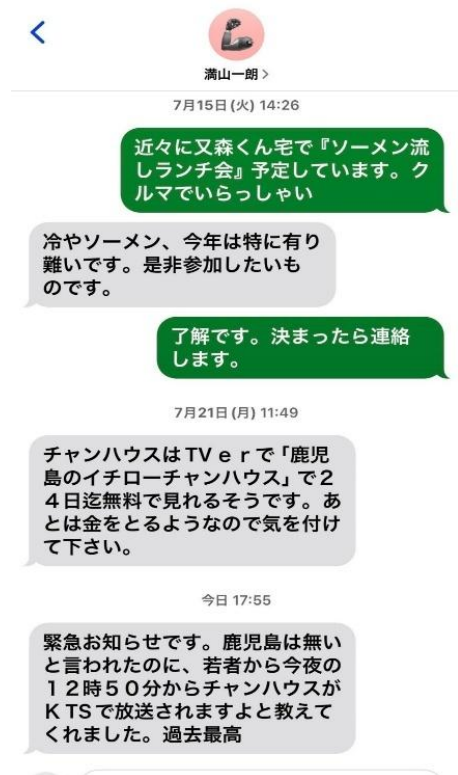 満山一朗
7月15日(火) 14:26
近々に又森くん宅で『ソーメン流
しランチ会』予定しています。ク
ルマでいらっしゃい
冷やソーメン、今年は特に有り
難いです。是非参加したいも
のです。
了解です。決まったら連絡
します。
7月21日(月) 11:49
チャンハウスはTVｅｒで「鹿児
島のイチローチャンハウス」で２
４日迄無料で見れるそうです。あ
とは金をとるようなので気を付け
て下さい。
今日 17:55
緊急お知らせです。鹿児島は無い
と言われたのに、若者から今夜の
１２時５０分からチャンハウスが
KTSで放送されますよと教えて
くれました。過去最高